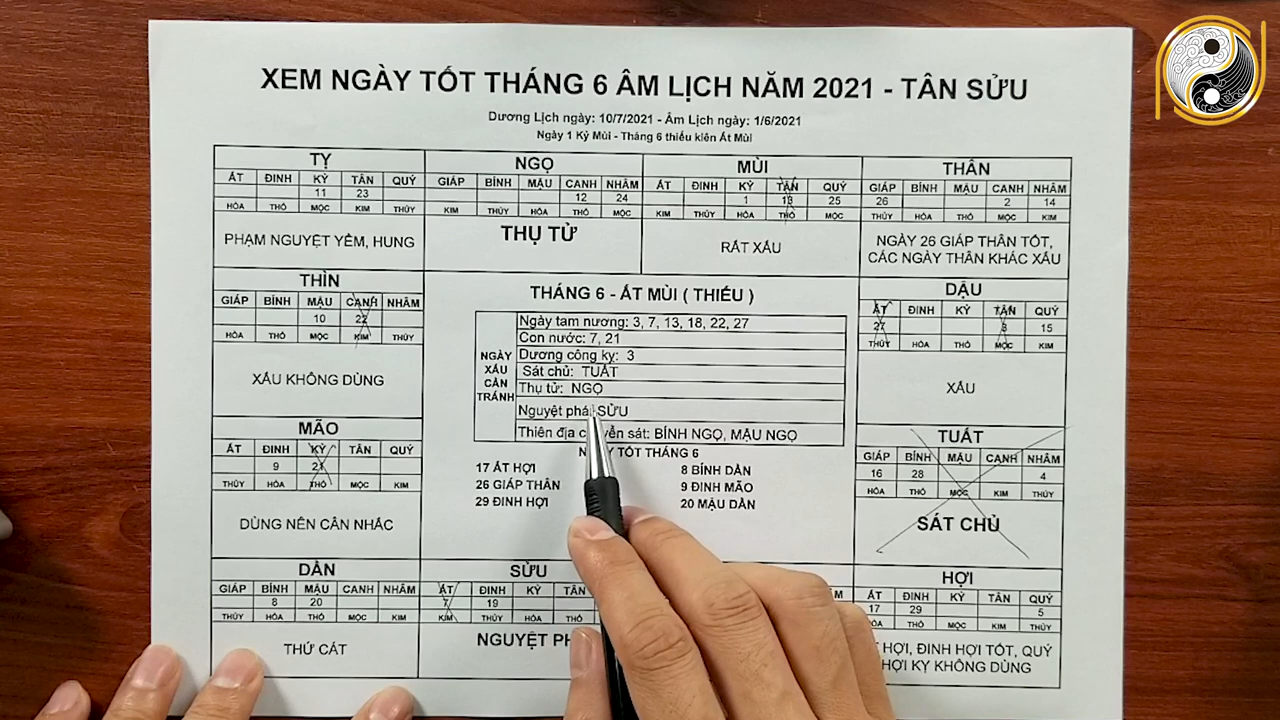 XEM NGÀY TỐT THÁNG 6 ÂM LỊCH NĂM 2021 - TÂN SỬU
Dương Lịch ngày: 10/7/2021 - Âm Lịch ngày: 1/6/2021
Ngày 1 Kỷ Mùi - Tháng 6 thiếu kiên Ất Mùi
TỴ
ẤT ĐINH KỶ TÂN QUÝ
11 23
HỎA THỔ MỘC KIM THỦY
PHẠM NGUYỆT YỂM, HUNG
NGỌ
GIÁP BÍNH MẬU CANH NHÂM
12 24
KIM THỦY HỎA THỔ MỘC
THỤ TỬ
MÙI
ẤT ĐINH KỶ TÂN QUÝ
1 13 25
KIM THỦY HỎA THỔ MỘC
RẤT XẤU
THÂN
GIÁP BÍNH MẬU CANH NHÂM
26 2 14
THỦY HỎA THỔ MỘC KIM
NGÀY 26 GIÁP THÂN TỐT,
CÁC NGÀY THÂN KHÁC XẤU
THÌN
GIÁP BÍNH MẬU CANH NHÂM
10 22
HỎA THỔ MỘC KIM THỦY
XẤU KHÔNG DÙNG
THÁNG 6 - ẤT MÙI ( THIẾU )
NGÀY
XẤU
CẦN
TRÁNH
Ngày tam nương: 3, 7, 13, 18, 22, 27
Con nước: 7, 21
Dương công kỵ: 3
Sát chủ: TUẤT
Thụ tử: NGỌ
Nguyệt phá: SỬU
Thiên địa chuyển sát: BÍNH NGỌ, MẬU NGỌ
NGÀY TỐT THÁNG 6
17 ẤT HỢI 8 BÍNH DẦN
26 GIÁP THÂN 9 ĐINH MÃO
29 ĐINH HỢI 20 MẬU DẦN
DẬU
ẤT ĐINH KỶ TÂN QUÝ
27 3 15
THỦY HỎA THỔ MỘC KIM
XẤU
MÃO
ẤT ĐINH KỶ TÂN QUÝ
9 21
THỦY HỎA THỔ MỘC KIM
DÙNG NÊN CÂN NHẮC
TUẤT
GIÁP BÍNH MẬU CANH NHÂM
16 28 4
HỎA THỔ MỘC KIM THỦY
SÁT CHỦ
DẦN
GIÁP BÍNH MẬU CANH NHÂM
8 20
THỦY HỎA THỔ MỘC KIM
THỨ CÁT
SỬU
ẤT ĐINH KỶ TÂN
7 19
KIM THỦY HỎA THỔ
NGUYỆT
HỢI
ẤT ĐINH KỶ TÂN QUÝ
17 29 5
HỎA THỔ MỘC KIM THỦY
HỢI, ĐINH HỢI TỐT, QUÝ
HỢI KỴ KHÔNG DÙNG